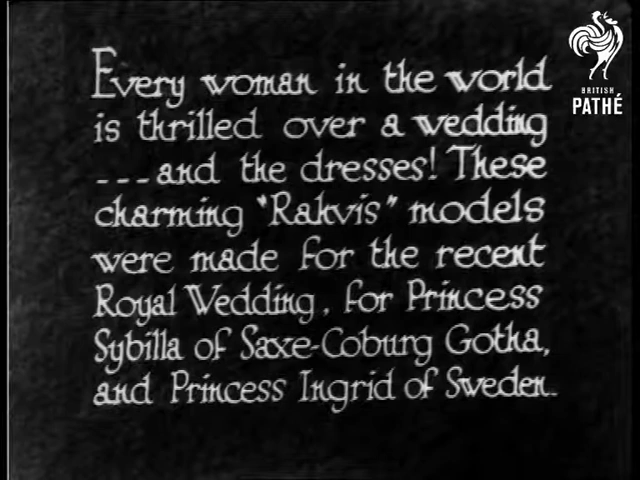 Every woman in the world
is thrilled over a wedding
---and the dresses! These
charming "Rakvis" models
were made for the recent
Royal Wedding, for Princess
Sybilla of Saxe-Coburg Gotha,
and Princess Ingrid of Sweden.
BRITISH
PATHÉ